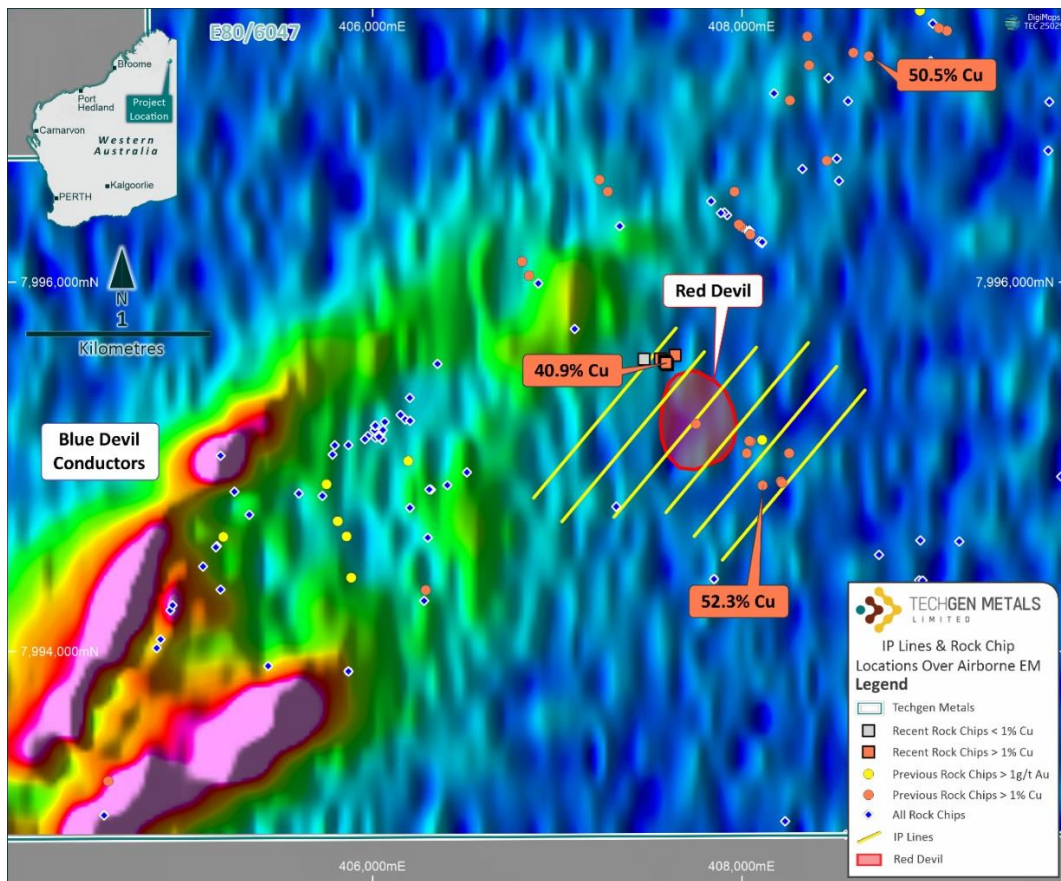 E80/6047
406,000mE
408,000mE
DigiMaps
TEC 25025
Broome
Port
Hedland
Project
Location
Carnarvon
Western
Australia
Kalgoorlie
PERTH
N
1
Kilometres
50.5% Cu
7,996,000mN
7,996,000mN
Red Devil
40.9% Cu
Blue Devil
Conductors
52.3% Cu
7,994,000mN
TECHGEN METALS
LIMITED
IP Lines & Rock Chip
Locations Over Airborne EM
Legend
Techgen Metals
Recent Rock Chips < 1% Cu
Recent Rock Chips > 1% Cu
Previous Rock Chips > 1g/t Au
Previous Rock Chips > 1% Cu
All Rock Chips
IP Lines
Red Devil
406,000mE
408,000mE